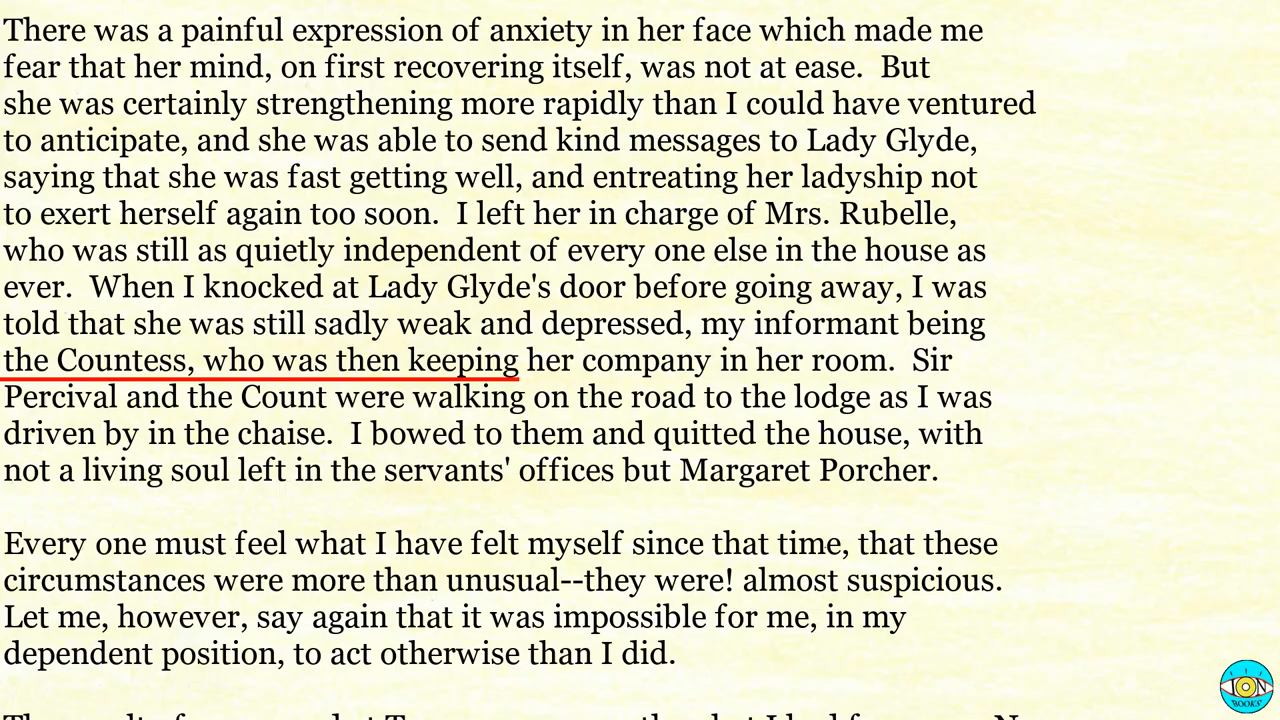 There was a painful expression of anxiety in her face which made me
fear that her mind, on first recovering itself, was not at ease.  But
she was certainly strengthening more rapidly than I could have ventured
to anticipate, and she was able to send kind messages to Lady Glyde,
saying that she was fast getting well, and entreating her ladyship not
to exert herself again too soon.  I left her in charge of Mrs. Rubelle,
who was still as quietly independent of every one else in the house as
ever.  When I knocked at Lady Glyde's door before going away, I was
told that she was still sadly weak and depressed, my informant being
the Countess, who was then keeping her company in her room.  Sir
Percival and the Count were walking on the road to the lodge as I was
driven by in the chaise.  I bowed to them and quitted the house, with
not a living soul left in the servants' offices but Margaret Porcher.
Every one must feel what I have felt myself since that time, that these
circumstances were more than unusual--they were! almost suspicious.
Let me, however, say again that it was impossible for me, in my
dependent position, to act otherwise than I did.
ION
BOOKS